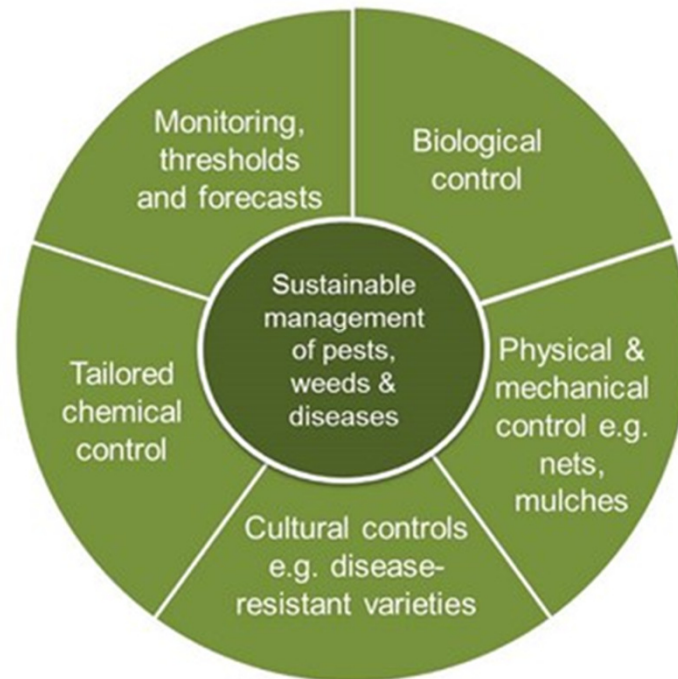 Monitoring,
thresholds
and forecasts
Biological
control
Sustainable
management
of pests,
weeds &
diseases
Physical &
mechanical
control e.g.
nets,
mulches
Tailored
chemical
control
Cultural controls
e.g. disease-
resistant varieties